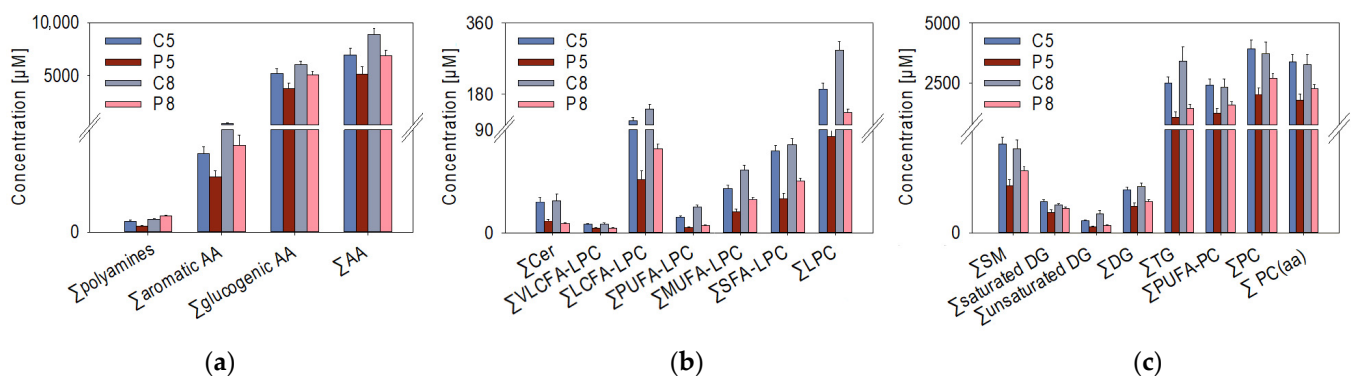 10,000
5000
0
Concentration [µM]
C5
P5
C8
P8
∑polyamines
∑aromatic AA
∑glucogenic AA
∑AA
(a)
360
180
90
0
Concentration [µM]
C5
P5
C8
P8
∑Cer
∑VLCFA-LPC
∑LCFA-LPC
∑PUFA-LPC
∑MUFA-LPC
∑SFA-LPC
∑LPC
(b)
5000
2500
0
Concentration [µM]
C5
P5
C8
P8
∑SM
∑saturated DG
∑unsaturated DG
∑DG
∑TG
∑PUFA-PC
∑PC
∑ PC(aa)
(c)